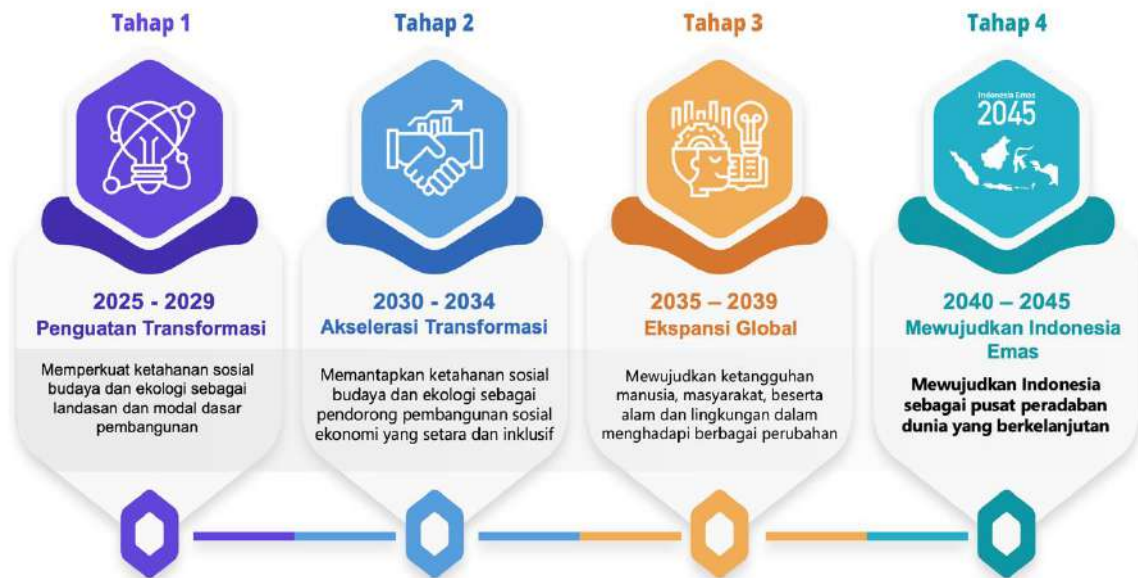 Tahap 1
Tahap 2
Tahap 3
Tahap 4
Indonesia Emas
2045
2025 - 2029
Penguatan Transformasi
Memperkuat ketahanan sosial
budaya dan ekologi sebagai
landasan dan modal dasar
pembangunan
2030 - 2034
Akselerasi Transformasi
Memantapkan ketahanan sosial
budaya dan ekologi sebagai
pendorong pembangunan sosial
ekonomi yang setara dan inklusif
2035 – 2039
Ekspansi Global
Mewujudkan ketangguhan
manusia, masyarakat, beserta
alam dan lingkungan dalam
menghadapi berbagai perubahan
2040 – 2045
Mewujudkan Indonesia
Emas
Mewujudkan Indonesia
sebagai pusat peradaban
dunia yang berkelanjutan